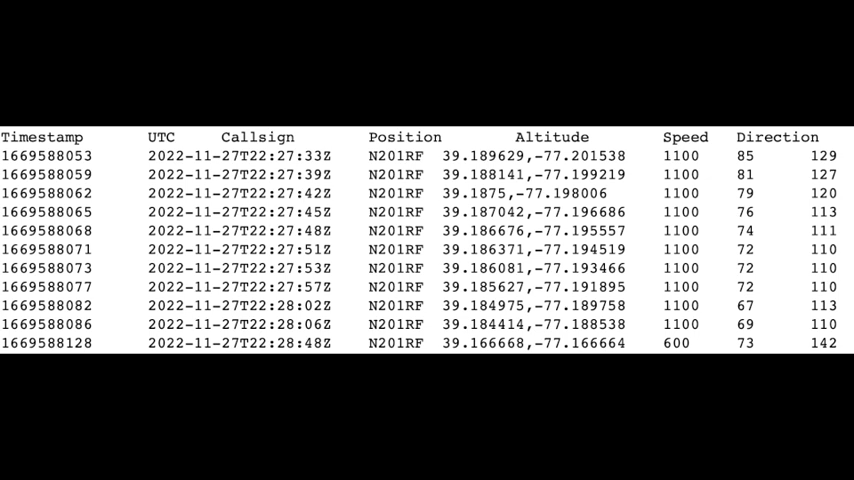 Timestamp UTC Callsign Position Altitude Speed Direction
1669588053 2022-11-27T22:27:33Z N201RF 39.189629,-77.201538 1100 85 129
1669588059 2022-11-27T22:27:39Z N201RF 39.188141,-77.199219 1100 81 127
1669588062 2022-11-27T22:27:42Z N201RF 39.1875,-77.198006 1100 79 120
1669588065 2022-11-27T22:27:45Z N201RF 39.187042,-77.196686 1100 76 113
1669588068 2022-11-27T22:27:48Z N201RF 39.186676,-77.195557 1100 74 111
1669588071 2022-11-27T22:27:51Z N201RF 39.186371,-77.194519 1100 72 110
1669588073 2022-11-27T22:27:53Z N201RF 39.186081,-77.193466 1100 72 110
1669588077 2022-11-27T22:27:57Z N201RF 39.185627,-77.191895 1100 72 110
1669588082 2022-11-27T22:28:02Z N201RF 39.184975,-77.189758 1100 67 113
1669588086 2022-11-27T22:28:06Z N201RF 39.184414,-77.188538 1100 69 110
1669588128 2022-11-27T22:28:48Z N201RF 39.166668,-77.166664 600 73 142